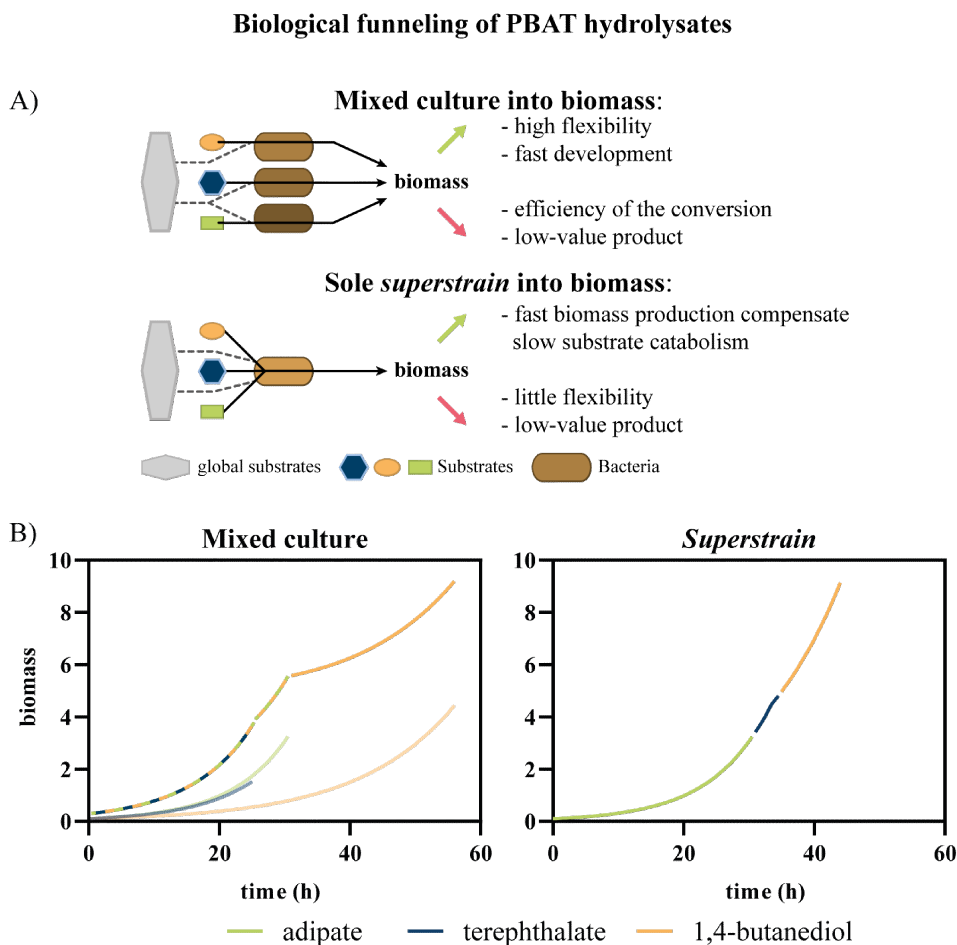 Biological funneling of PBAT hydrolysates
A)
Mixed culture into biomass:
- high flexibility
- fast development
biomass
- efficiency of the conversion
- low-value product
Sole superstrain into biomass:
- fast biomass production compensate
slow substrate catabolism
biomass
- little flexibility
- low-value product
global substrates
Substrates
Bacteria
B)
Mixed culture
Superstrain
biomass
10
8
6
4
2
0
0
20
40
60
time (h)
10
8
6
4
2
0
0
20
40
60
time (h)
adipate
terephthalate
1,4-butanediol